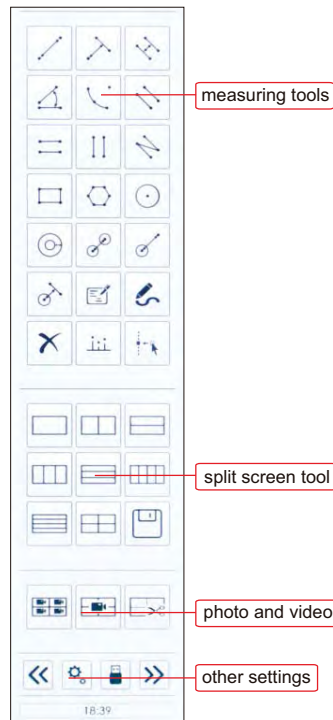 measuring tools
split screen tool
photo and video
other settings
18:39